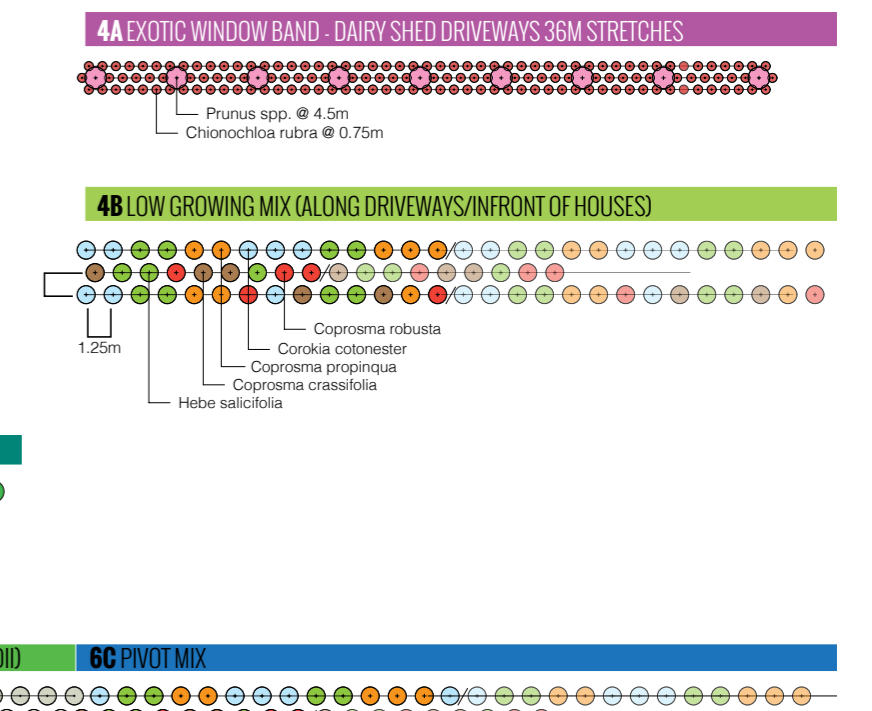 4A EXOTIC WINDOW BAND - DAIRY SHED DRIVEWAYS 36M STRETCHES
Prunus spp. @ 4.5m
Chionochloa rubra @ 0.75m
4B LOW GROWING MIX (ALONG DRIVEWAYS/INFRONT OF HOUSES)
1.25m
Coprosma robusta
Corokia cotonester
Coprosma propinqua
Coprosma crassifolia
Hebe salicifolia
6C PIVOT MIX